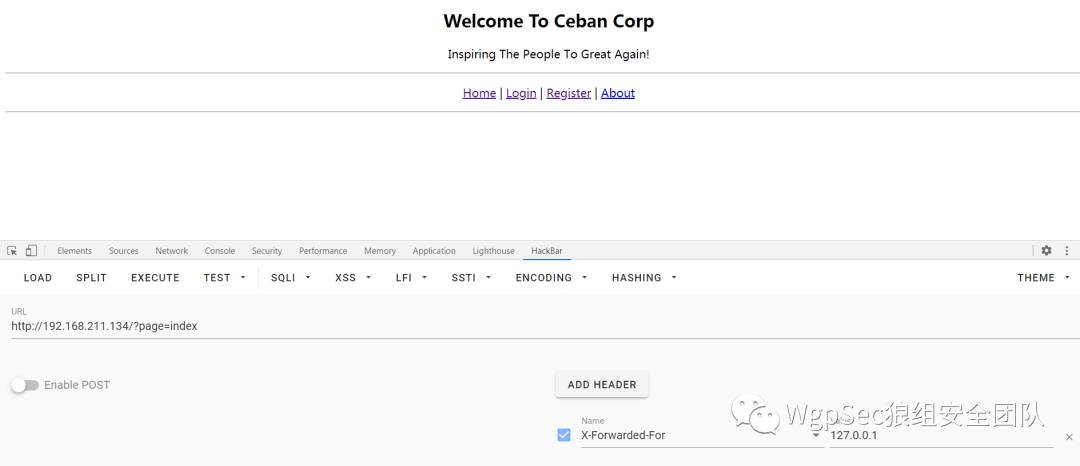 Welcome To Ceban Corp
Inspiring The People To Great Again!
Home | Login | Register | About
Elements Sources Network Console Security Performance Memory Application Lighthouse HackBar
LOAD SPLIT EXECUTE TEST SQLI XSS LFI SSTI ENCODING HASHING THEME
URL
http://192.168.211.134/?page=index
Enable POST
ADD HEADER
WgpSec狼组安全团队
Name
X-Forwarded-For 127.0.0.1